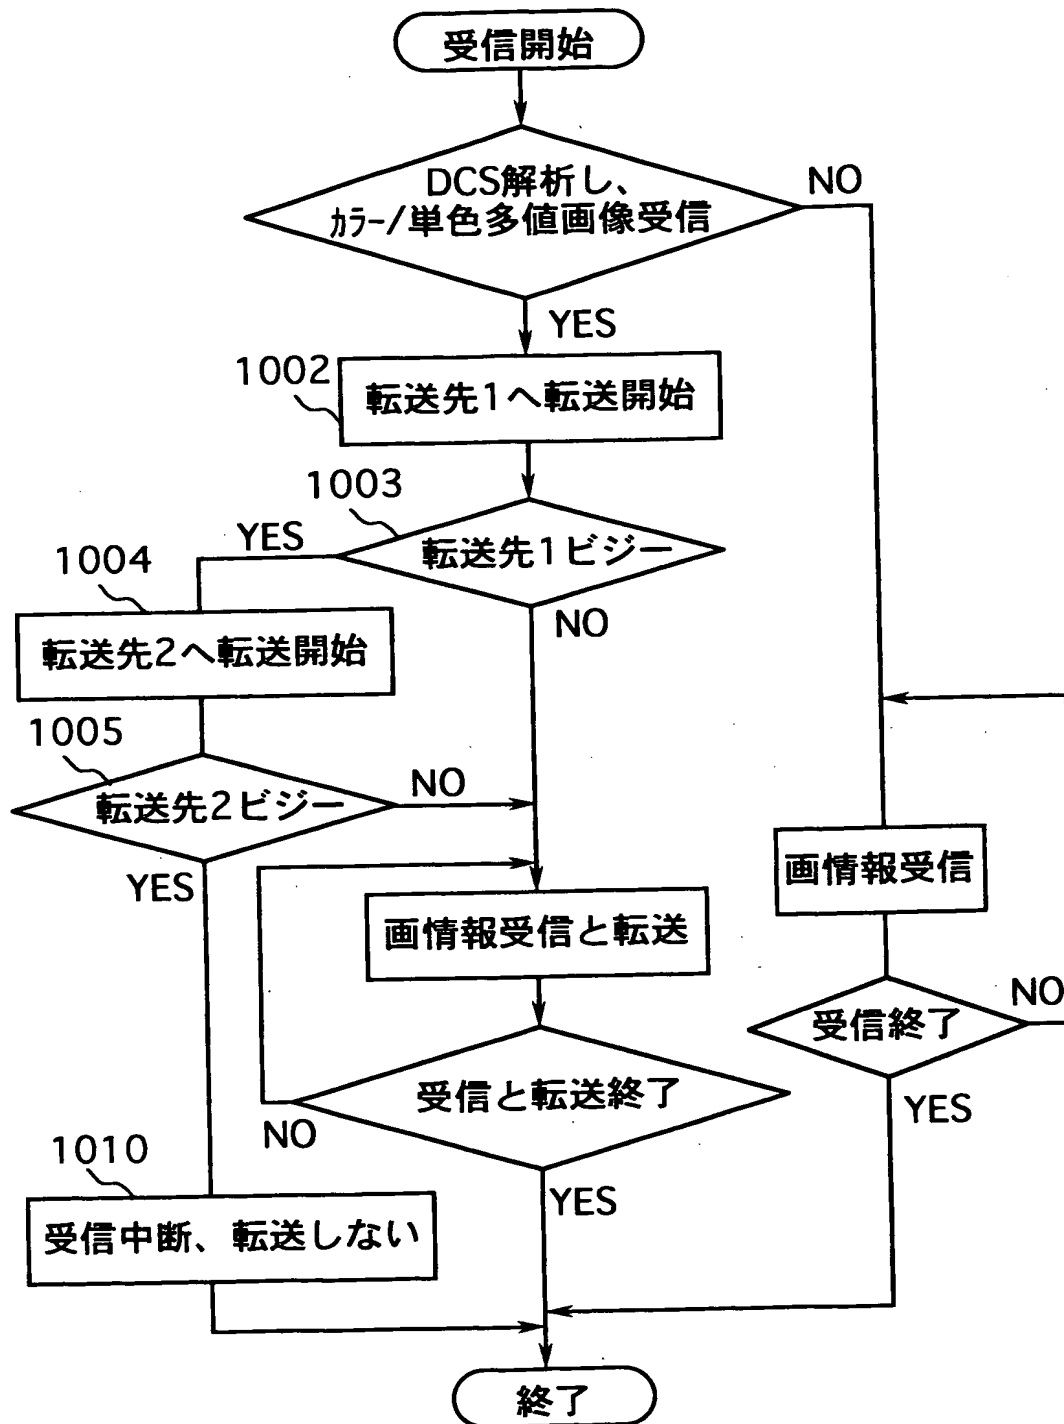 受信開始
DCS解析し、
ｶﾗｰ/単色多値画像受信
NO
YES
1002
転送先1へ転送開始
1003
YES
転送先1ビジー
1004
NO
転送先2へ転送開始
1005
転送先2ビジー
NO
YES
画情報受信
画情報受信と転送
受信終了
NO
受信と転送終了
NO
YES
1010
YES
受信中断、転送しない
終了